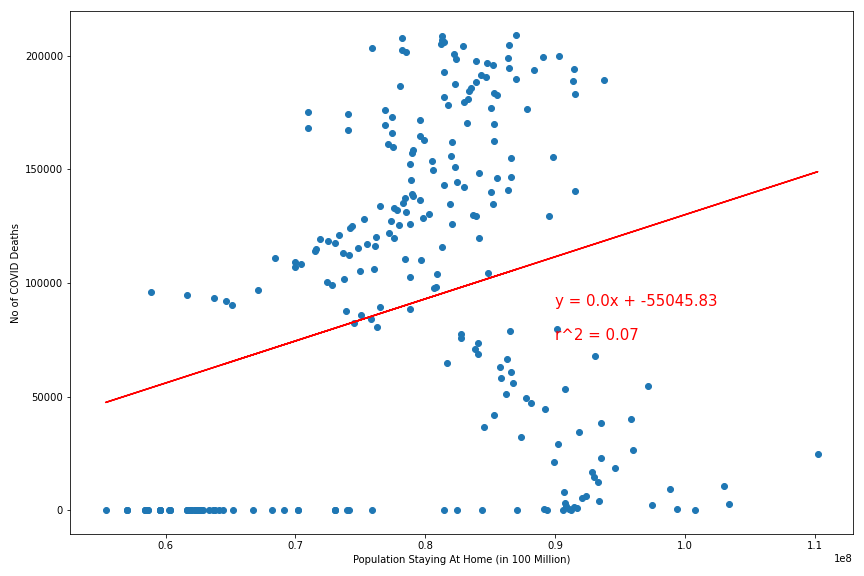 200000
150000
100000
50000
0
No of COVID Deaths
y = 0.0x + -55045.83
r^2 = 0.07
0.6 0.7 0.8 0.9 1.0 1.1
1e8
Population Staying At Home (in 100 Million)